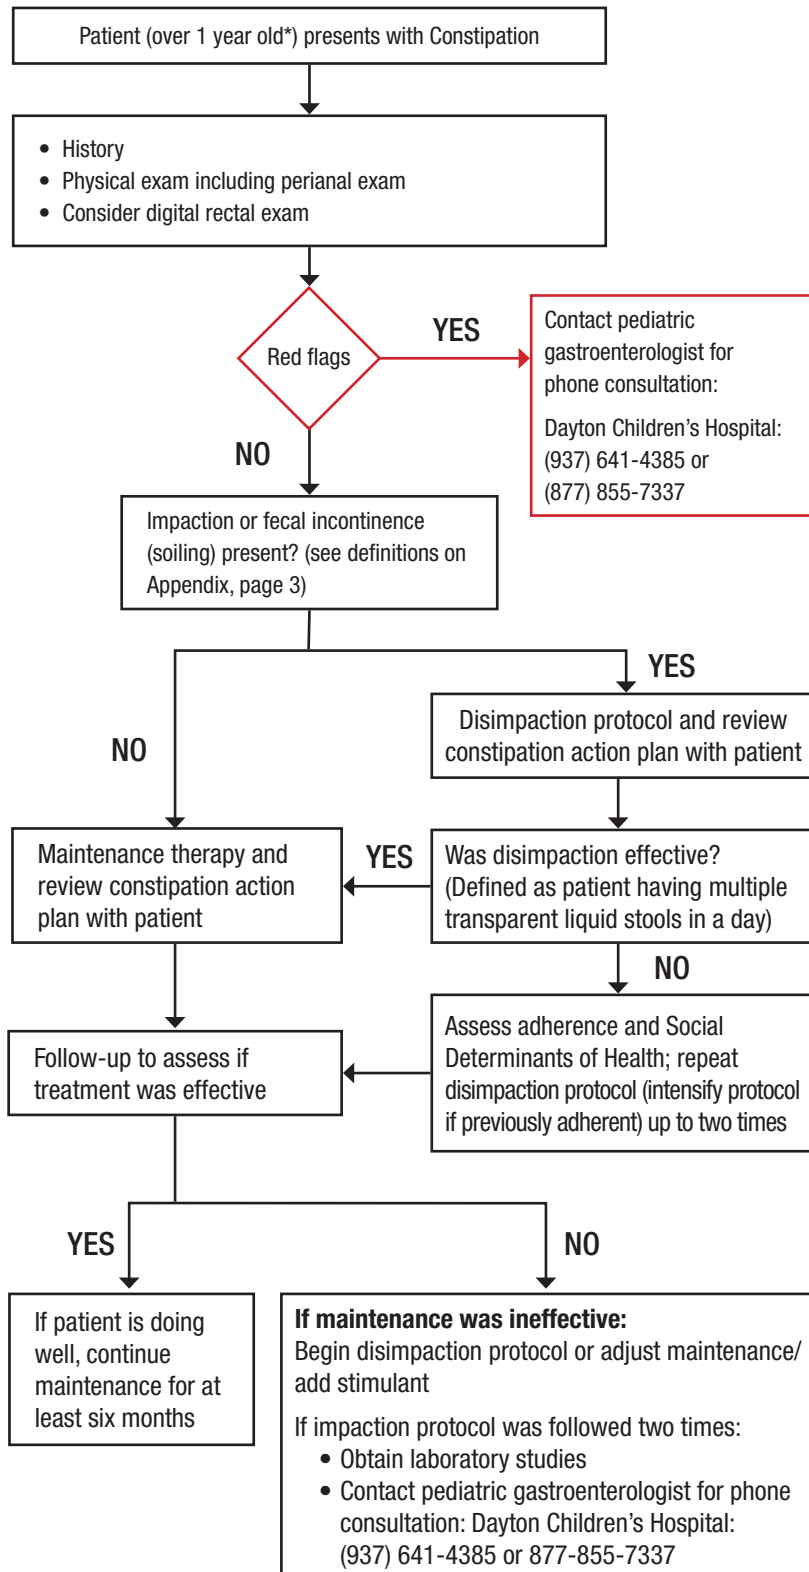 Patient (over 1 year old*) presents with Constipation
• History
• Physical exam including perianal exam
• Consider digital rectal exam
Red flags
YES
Contact pediatric
gastroenterologist for
phone consultation:
Dayton Children’s Hospital:
(937) 641-4385 or
(877) 855-7337
NO
Impaction or fecal incontinence
(soiling) present? (see definitions on
Appendix, page 3)
YES
Disimpaction protocol and review
constipation action plan with patient
NO
Maintenance therapy and
review constipation action
plan with patient
YES
Was disimpaction effective?
(Defined as patient having multiple
transparent liquid stools in a day)
NO
Assess adherence and Social
Determinants of Health; repeat
disimpaction protocol (intensify protocol
if previously adherent) up to two times
Follow-up to assess if
treatment was effective
YES
NO
If patient is doing
well, continue
maintenance for at
least six months
If maintenance was ineffective:
Begin disimpaction protocol or adjust maintenance/
add stimulant
If impaction protocol was followed two times:
• Obtain laboratory studies
• Contact pediatric gastroenterologist for phone
consultation: Dayton Children’s Hospital:
(937) 641-4385 or 877-855-7337